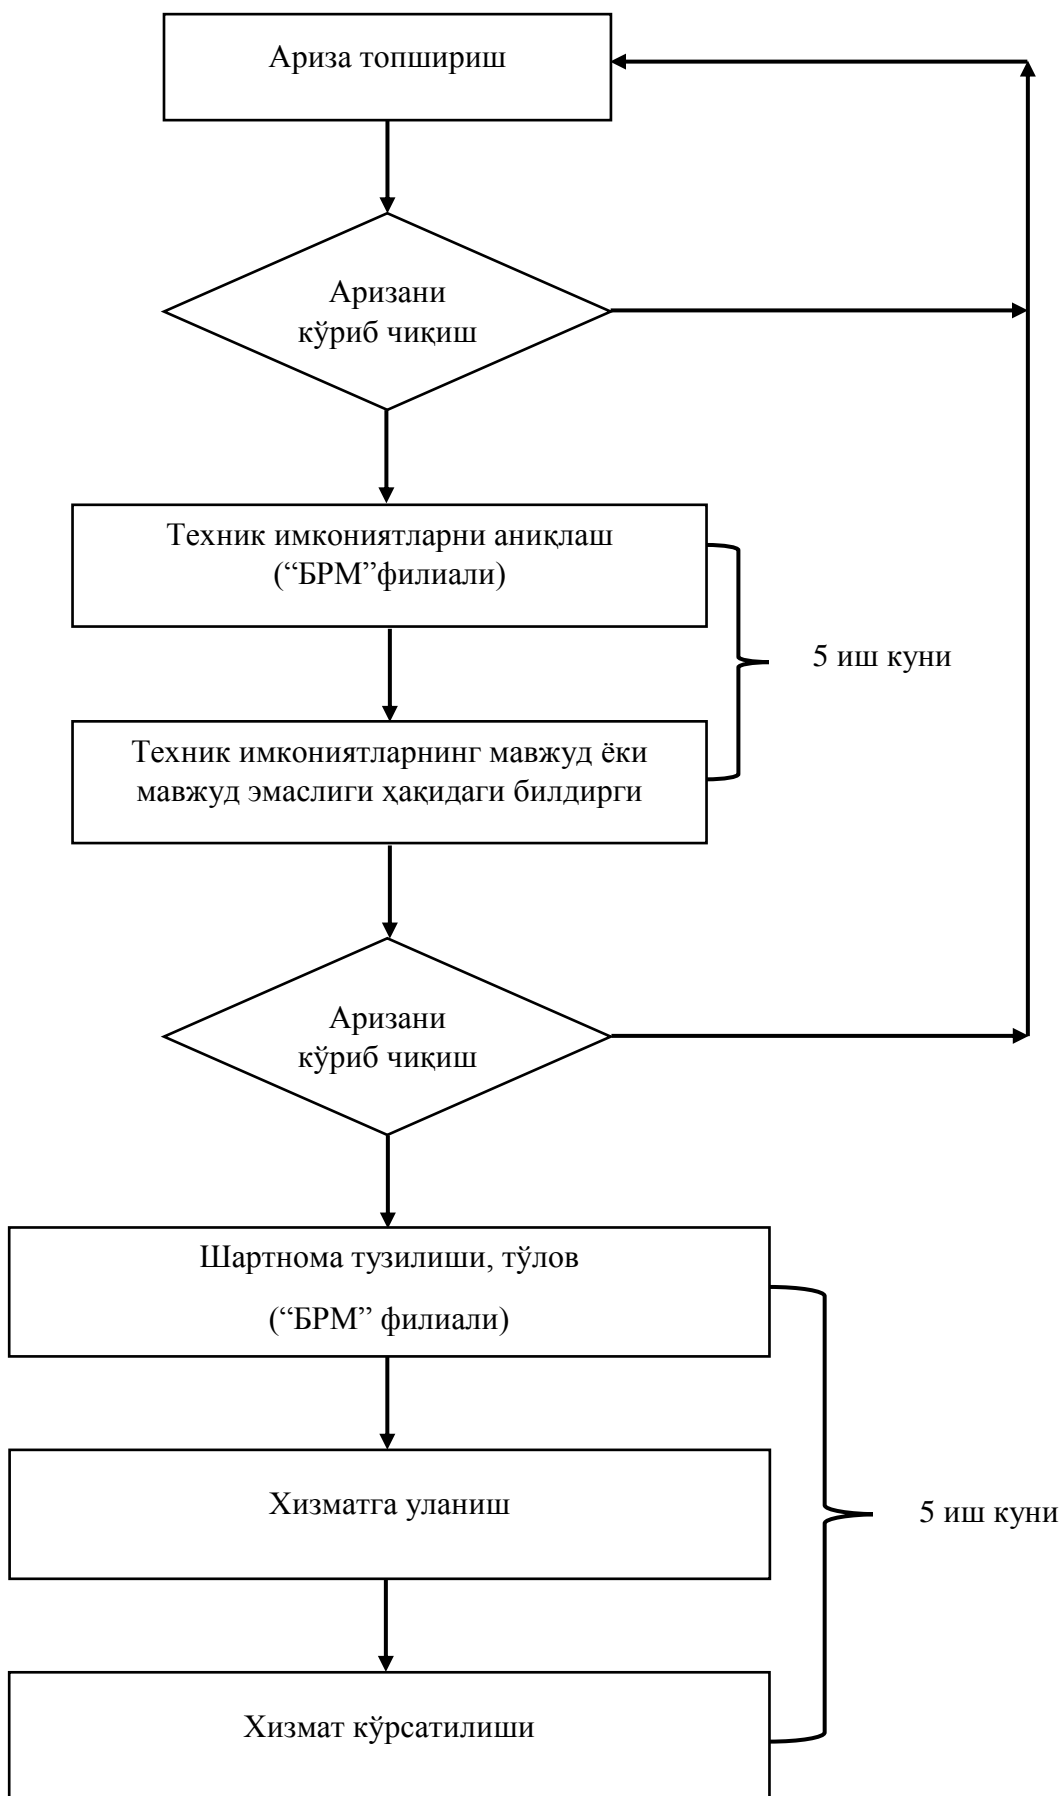 Ариза топшириш
Аризани
кўриб чиқиш
Техник имкониятларни аниқлаш
(“БРМ”филиали)
5 иш куни
Техник имкониятларнинг мавжуд ёки
мавжуд эмаслиги ҳақидаги билдирги
Аризани
кўриб чиқиш
Шартнома тузилиши, тўлов
(“БРМ” филиали)
Хизматга уланиш
5 иш куни
Хизмат кўрсатилиши